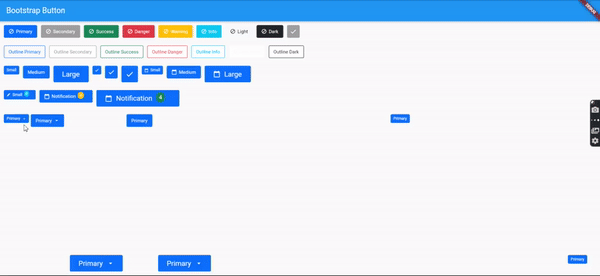 Bootstrap Button
DEBUG
Primary Secondary Success Danger Warning Info Light Dark
Outline Primary Outline Secondary Outline Success Outline Danger Outline Info Outline Dark
Small Medium Large Small Medium Large
Small Notification Notification 4
Primary Primary Primary Primary
Primary Primary Primary